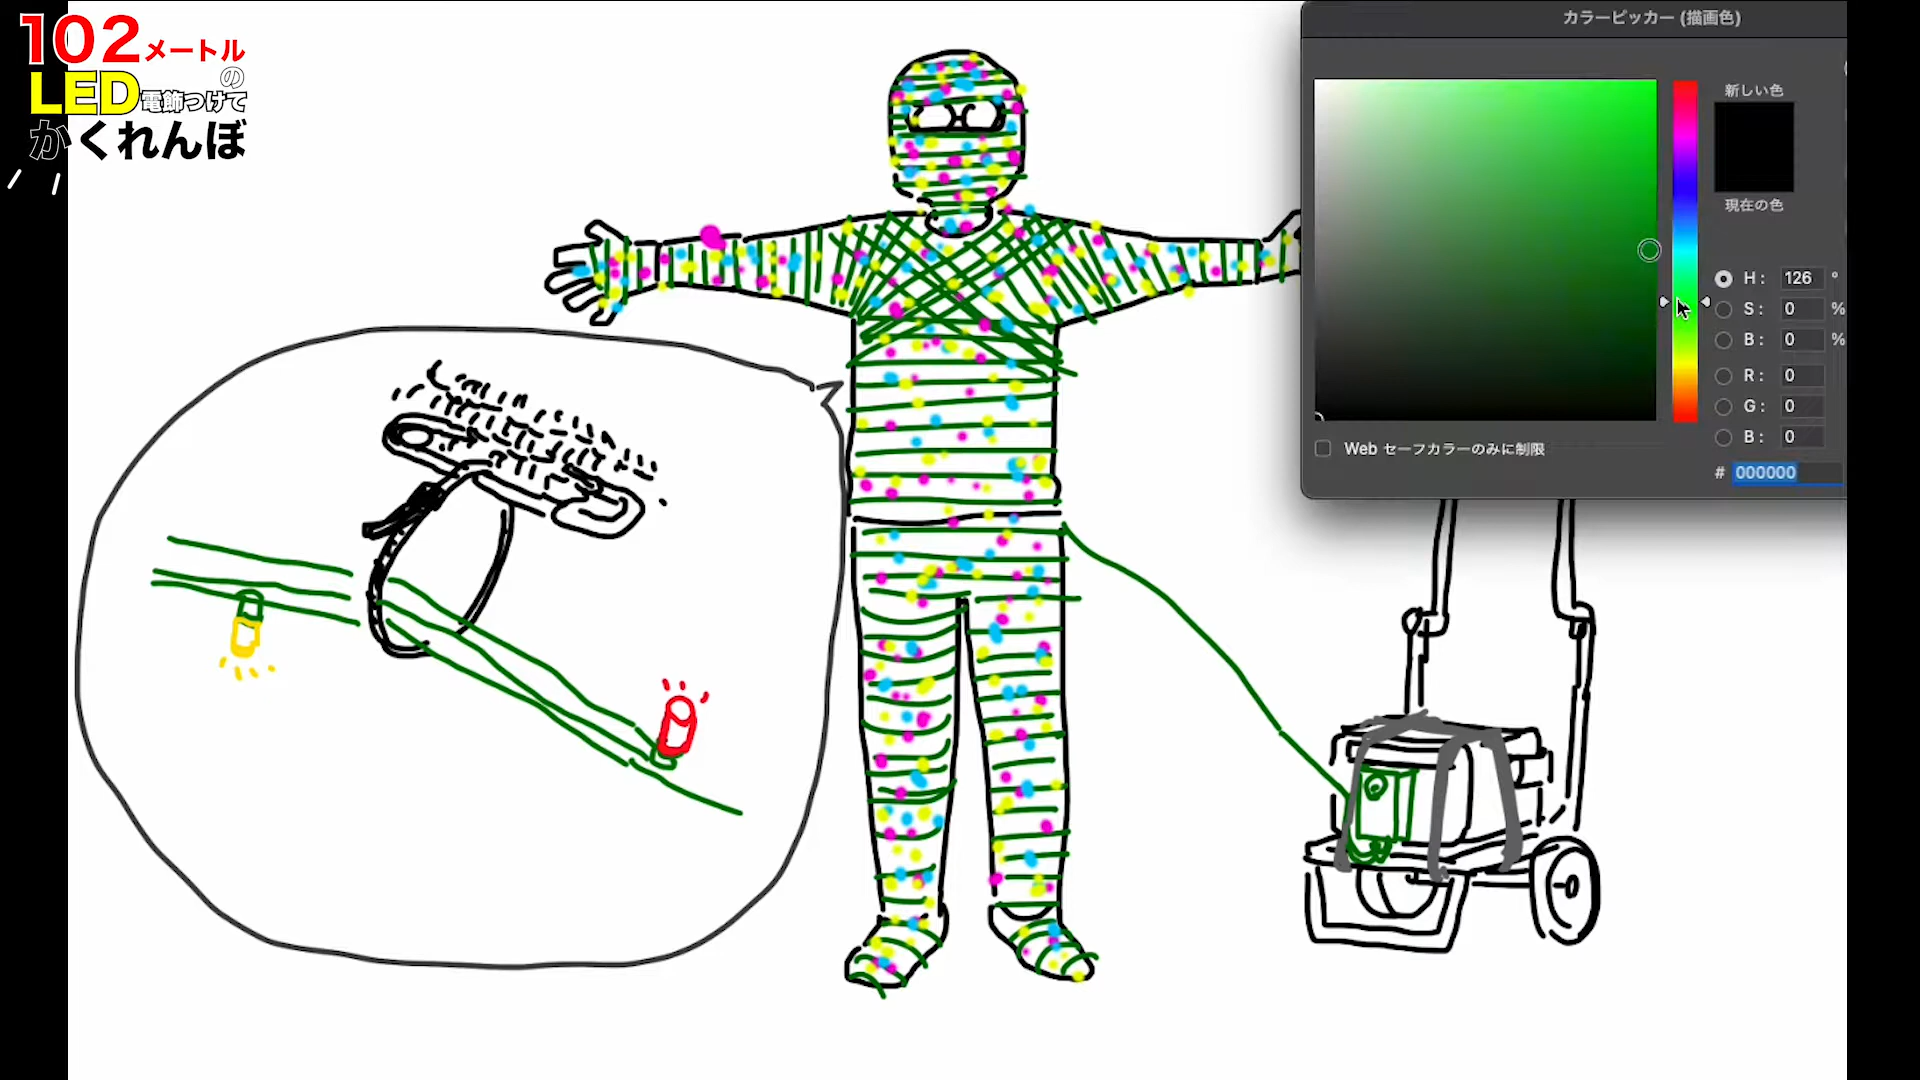 102メートル
の
LED電飾つけて
かくれんぼ
カラーピッカー (描画色)
新しい色
現在の色
H: 126 °
S: 0 %
B: 0 %
R: 0
G: 0
B: 0
Web セーフカラーのみに制限
# 000000